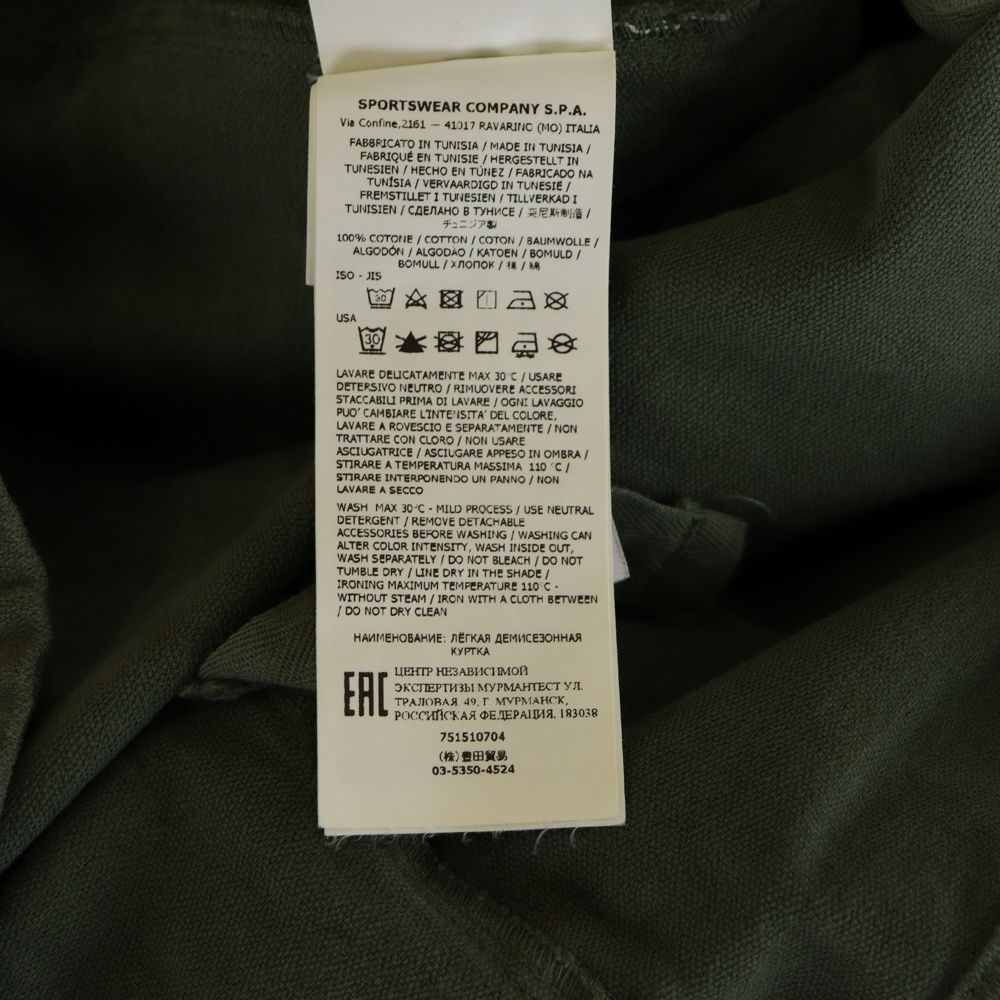 SPORTSWEAR COMPANY S.P.A.
Via Confine,2161 — 41017 RAVARINO (MO) ITALIA
FABBRICATO IN TUNISIA / MADE IN TUNISIA /
FABRIQUÉ EN TUNISIE / HERGESTELLT IN
TUNESIEN / HECHO EN TÚNEZ / FABRICADO NA
TUNÍSIA / VERVAARDIGD IN TUNESIË /
FREMSTILLET I TUNESIEN / TILLVERKAD I
TUNISIEN / СДЕЛАНО В ТУНИСЕ / 突尼斯制造 /
チュニジア製
100% COTONE / COTTON / COTON / BAUMWOLLE /
ALGODÓN / ALGODÃO / KATOEN / BOMULD /
BOMULL / ХЛОПОК / 棉 / 綿
ISO - JIS
30
USA
30
LAVARE DELICATAMENTE MAX 30°C / USARE
DETERSIVO NEUTRO / RIMUOVERE ACCESSORI
STACCABILI PRIMA DI LAVARE / OGNI LAVAGGIO
PUO' CAMBIARE L'INTENSITA' DEL COLORE,
LAVARE A ROVESCIO E SEPARATAMENTE / NON
TRATTARE CON CLORO / NON USARE
ASCIUGATRICE / ASCIUGARE APPESO IN OMBRA /
STIRARE A TEMPERATURA MASSIMA 110 °C /
STIRARE INTERPONENDO UN PANNO / NON
LAVARE A SECCO
WASH MAX 30°C - MILD PROCESS / USE NEUTRAL
DETERGENT / REMOVE DETACHABLE
ACCESSORIES BEFORE WASHING / WASHING CAN
ALTER COLOR INTENSITY, WASH INSIDE OUT,
WASH SEPARATELY / DO NOT BLEACH / DO NOT
TUMBLE DRY / LINE DRY IN THE SHADE /
IRONING MAXIMUM TEMPERATURE 110°C -
WITHOUT STEAM / IRON WITH A CLOTH BETWEEN
/ DO NOT DRY CLEAN
НАИМЕНОВАНИЕ: ЛЁГКАЯ ДЕМИСЕЗОННАЯ
КУРТКА
EAC
ЦЕНТР НЕЗАВИСИМОЙ
ЭКСПЕРТИЗЫ МУРМАНТЕСТ УЛ.
ТРАЛОВАЯ, 49, Г. МУРМАНСК,
РОССИЙСКАЯ ФЕДЕРАЦИЯ, 183038
751510704
(株)豊田貿易
03-5350-4524